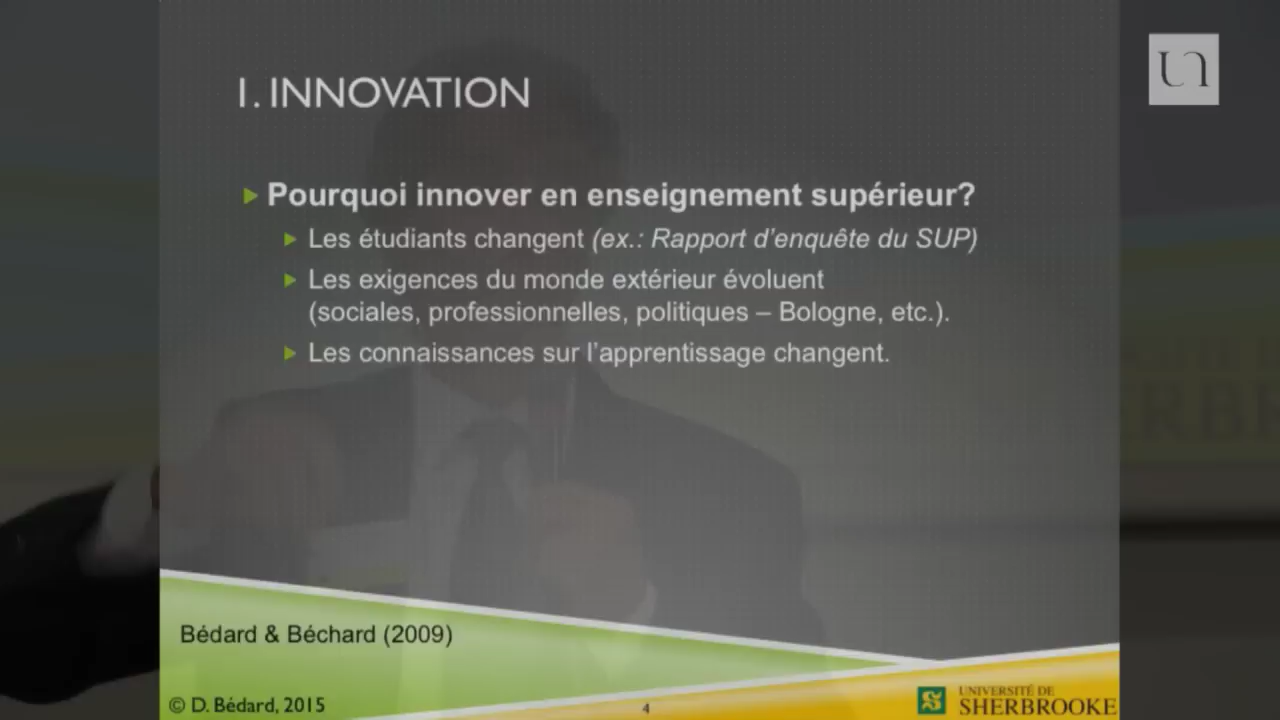 I. INNOVATION
Pourquoi innover en enseignement supérieur?
Les étudiants changent (ex.: Rapport d'enquête du SUP)
Les exigences du monde extérieur évoluent
(sociales, professionnelles, politiques – Bologne, etc.).
Les connaissances sur l'apprentissage changent.
Bédard & Béchard (2009)
© D. Bédard, 2015
4
UNIVERSITÉ DE
SHERBROOKE